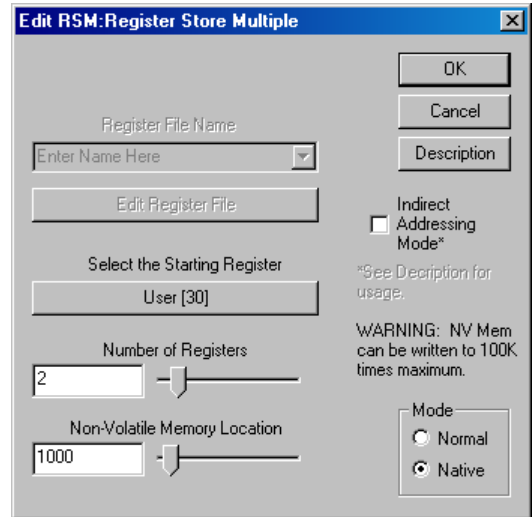 Edit RSM:Register Store Multiple
OK
Cancel
Description
Register File Name
Enter Name Here
Edit Register File
Indirect
Addressing
Mode*
*See Decription for
usage.
Select the Starting Register
User [30]
WARNING: NV Mem
can be written to 100K
times maximum.
Number of Registers
2
Non-Volatile Memory Location
1000
Mode
Normal
Native